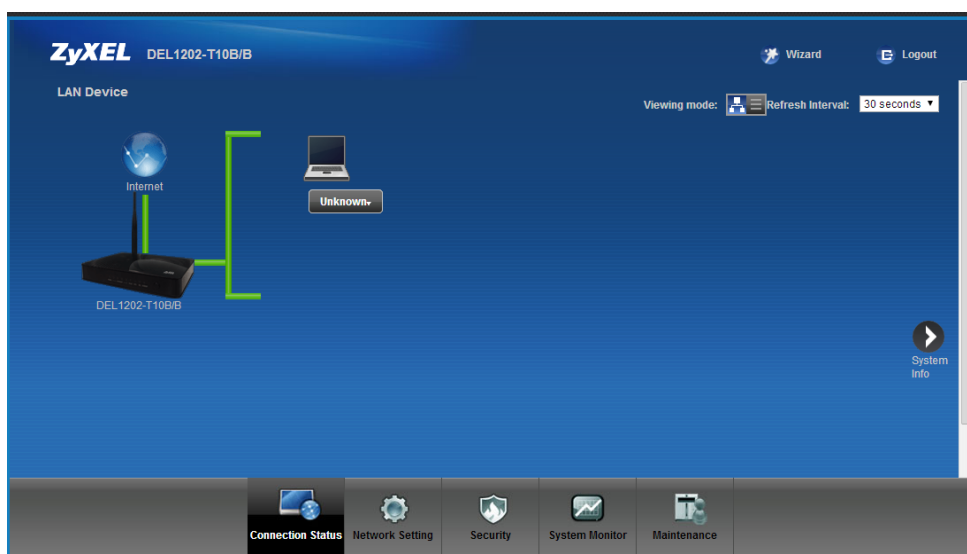 ZyXEL DEL1202-T10B/B
Wizard
Logout
LAN Device
Viewing mode:
Refresh Interval:
30 seconds
Internet
Unknown
DEL1202-T10B/B
System
Info
Connection Status
Network Setting
Security
System Monitor
Maintenance